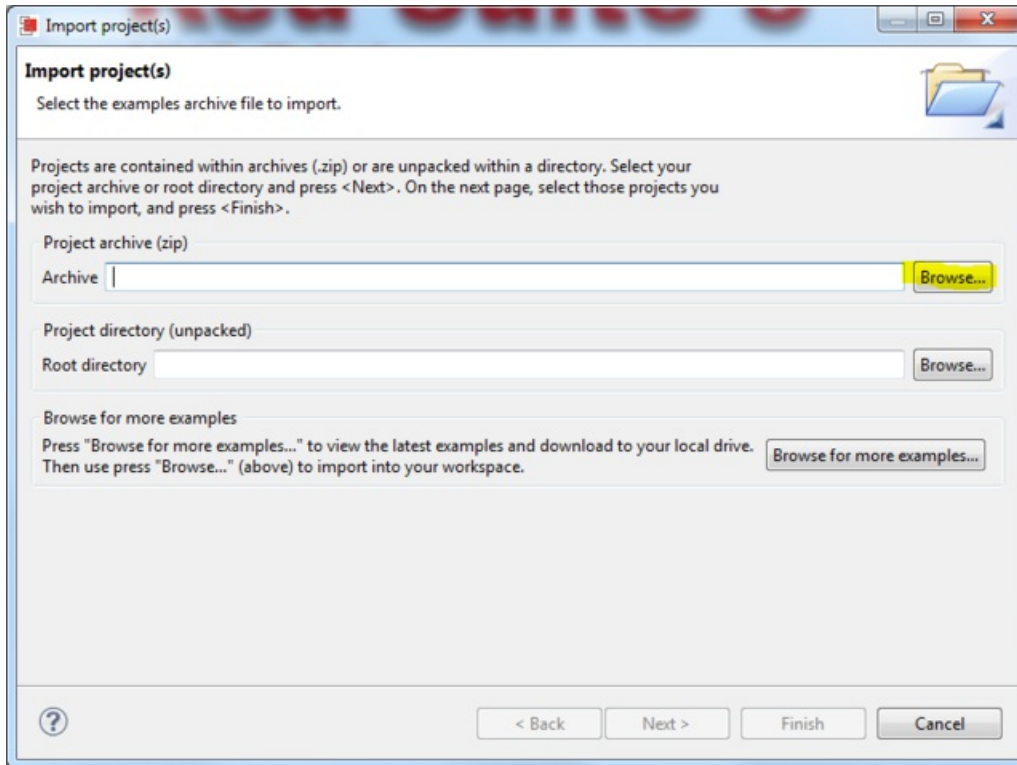 Red Suite 5
Import project(s)
Import project(s)
Select the examples archive file to import.
Projects are contained within archives (.zip) or are unpacked within a directory. Select your
project archive or root directory and press <Next>. On the next page, select those projects you
wish to import, and press <Finish>.
Project archive (zip)
Archive Browse...
Project directory (unpacked)
Root directory Browse...
Browse for more examples
Press "Browse for more examples..." to view the latest examples and download to your local drive.
Then use press "Browse..." (above) to import into your workspace.
Browse for more examples...
< Back Next > Finish Cancel